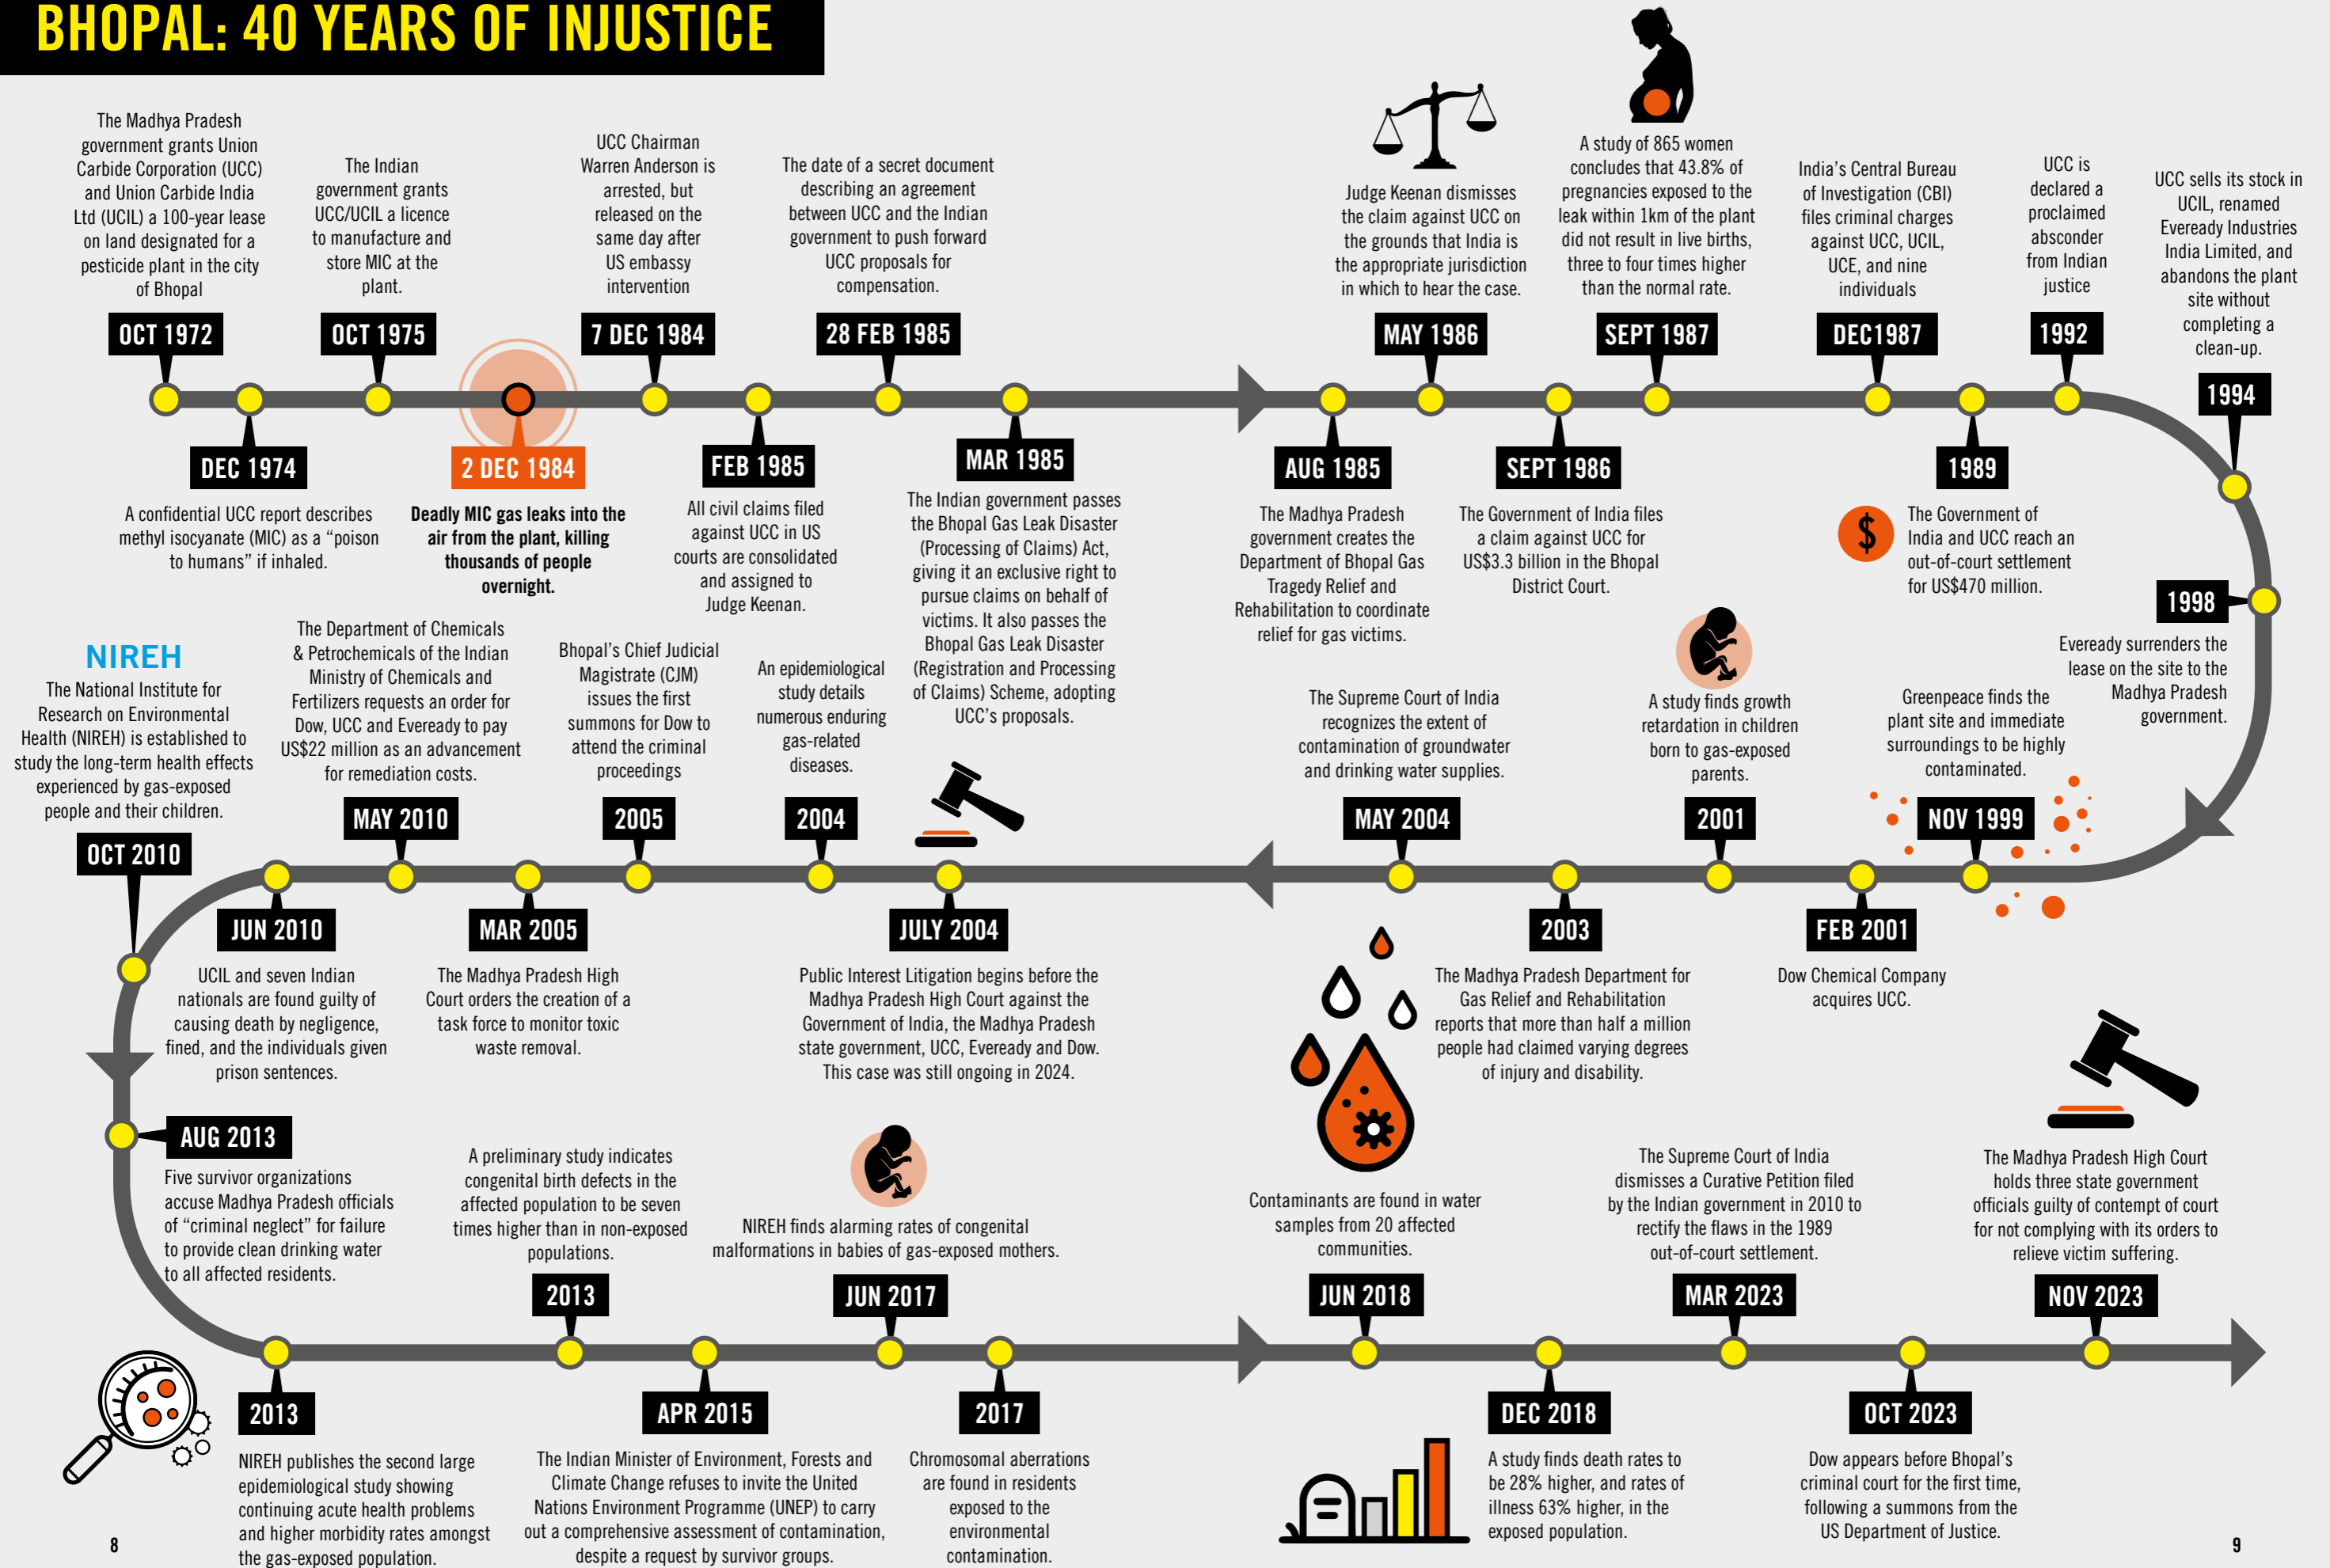 BHOPAL: 40 YEARS OF INJUSTICE
The Madhya Pradesh
government grants Union
Carbide Corporation (UCC)
and Union Carbide India
Ltd (UCIL) a 100-year lease
on land designated for a
pesticide plant in the city
of Bhopal
OCT 1972
DEC 1974
A confidential UCC report describes
methyl isocyanate (MIC) as a “poison
to humans” if inhaled.
The Indian
government grants
UCC/UCIL a licence
to manufacture and
store MIC at the
plant.
OCT 1975
2 DEC 1984
Deadly MIC gas leaks into the
air from the plant, killing
thousands of people
overnight.
UCC Chairman
Warren Anderson is
arrested, but
released on the
same day after
US embassy
intervention
7 DEC 1984
FEB 1985
All civil claims filed
against UCC in US
courts are consolidated
and assigned to
Judge Keenan.
The date of a secret document
describing an agreement
between UCC and the Indian
government to push forward
UCC proposals for
compensation.
28 FEB 1985
MAR 1985
The Indian government passes
the Bhopal Gas Leak Disaster
(Processing of Claims) Act,
giving it an exclusive right to
pursue claims on behalf of
victims. It also passes the
Bhopal Gas Leak Disaster
(Registration and Processing
of Claims) Scheme, adopting
UCC’s proposals.
AUG 1985
The Madhya Pradesh
government creates the
Department of Bhopal Gas
Tragedy Relief and
Rehabilitation to coordinate
relief for gas victims.
Judge Keenan dismisses
the claim against UCC on
the grounds that India is
the appropriate jurisdiction
in which to hear the case.
MAY 1986
SEPT 1986
The Government of India files
a claim against UCC for
US$3.3 billion in the Bhopal
District Court.
A study of 865 women
concludes that 43.8% of
pregnancies exposed to the
leak within 1km of the plant
did not result in live births,
three to four times higher
than the normal rate.
SEPT 1987
India’s Central Bureau
of Investigation (CBI)
files criminal charges
against UCC, UCIL,
UCE, and nine
individuals
DEC1987
1989
$
The Government of
India and UCC reach an
out-of-court settlement
for US$470 million.
UCC is
declared a
proclaimed
absconder
from Indian
justice
1992
UCC sells its stock in
UCIL, renamed
Eveready Industries
India Limited, and
abandons the plant
site without
completing a
clean-up.
1994
1998
Eveready surrenders the
lease on the site to the
Madhya Pradesh
government.
Greenpeace finds the
plant site and immediate
surroundings to be highly
contaminated.
NOV 1999
FEB 2001
Dow Chemical Company
acquires UCC.
A study finds growth
retardation in children
born to gas-exposed
parents.
2001
2003
The Madhya Pradesh Department for
Gas Relief and Rehabilitation
reports that more than half a million
people had claimed varying degrees
of injury and disability.
The Supreme Court of India
recognizes the extent of
contamination of groundwater
and drinking water supplies.
MAY 2004
JULY 2004
Public Interest Litigation begins before the
Madhya Pradesh High Court against the
Government of India, the Madhya Pradesh
state government, UCC, Eveready and Dow.
This case was still ongoing in 2024.
An epidemiological
study details
numerous enduring
gas-related
diseases.
2004
Bhopal’s Chief Judicial
Magistrate (CJM)
issues the first
summons for Dow to
attend the criminal
proceedings
2005
MAR 2005
The Madhya Pradesh High
Court orders the creation of a
task force to monitor toxic
waste removal.
The Department of Chemicals
& Petrochemicals of the Indian
Ministry of Chemicals and
Fertilizers requests an order for
Dow, UCC and Eveready to pay
US$22 million as an advancement
for remediation costs.
MAY 2010
JUN 2010
UCIL and seven Indian
nationals are found guilty of
causing death by negligence,
fined, and the individuals given
prison sentences.
NIREH
The National Institute for
Research on Environmental
Health (NIREH) is established to
study the long-term health effects
experienced by gas-exposed
people and their children.
OCT 2010
AUG 2013
Five survivor organizations
accuse Madhya Pradesh officials
of “criminal neglect” for failure
to provide clean drinking water
to all affected residents.
2013
NIREH publishes the second large
epidemiological study showing
continuing acute health problems
and higher morbidity rates amongst
the gas-exposed population.
A preliminary study indicates
congenital birth defects in the
affected population to be seven
times higher than in non-exposed
populations.
2013
APR 2015
The Indian Minister of Environment, Forests and
Climate Change refuses to invite the United
Nations Environment Programme (UNEP) to carry
out a comprehensive assessment of contamination,
despite a request by survivor groups.
NIREH finds alarming rates of congenital
malformations in babies of gas-exposed mothers.
JUN 2017
2017
Chromosomal aberrations
are found in residents
exposed to the
environmental
contamination.
Contaminants are found in water
samples from 20 affected
communities.
JUN 2018
DEC 2018
A study finds death rates to
be 28% higher, and rates of
illness 63% higher, in the
exposed population.
The Supreme Court of India
dismisses a Curative Petition filed
by the Indian government in 2010 to
rectify the flaws in the 1989
out-of-court settlement.
MAR 2023
OCT 2023
Dow appears before Bhopal’s
criminal court for the first time,
following a summons from the
US Department of Justice.
The Madhya Pradesh High Court
holds three state government
officials guilty of contempt of court
for not complying with its orders to
relieve victim suffering.
NOV 2023
8
9